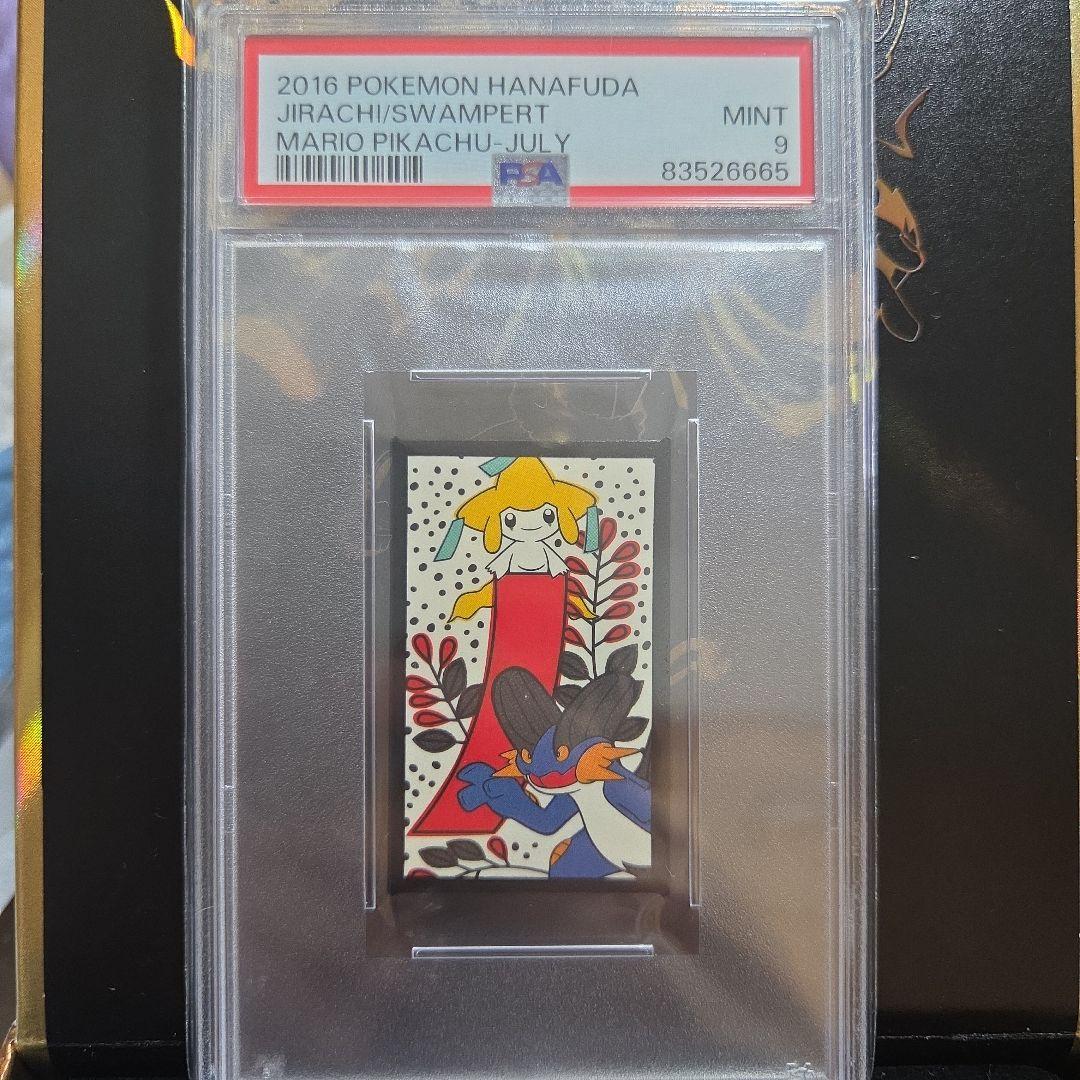 2016 POKEMON HANAFUDA
JIRACHI/SWAMPERT MINT
MARIO PIKACHU-JULY 9
PSA 83526665